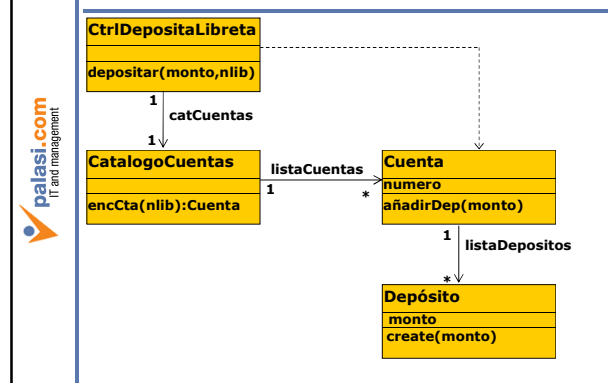 palasi.com
IT and management
CtrlDepositaLibreta
depositar(monto,nlib)
1
catCuentas
1
CatalogoCuentas
encCta(nlib):Cuenta
listaCuentas
1
*
Cuenta
numero
añadirDep(monto)
1
listaDepositos
*
Depósito
monto
create(monto)